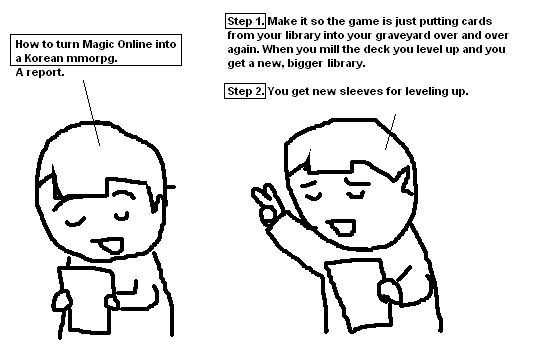 How to turn Magic Online into
a Korean mmorpg.
A report.
Step 1. Make it so the game is just putting cards
from your library into your graveyard over and over
again. When you mill the deck you level up and you
get a new, bigger library.
Step 2. You get new sleeves for leveling up.